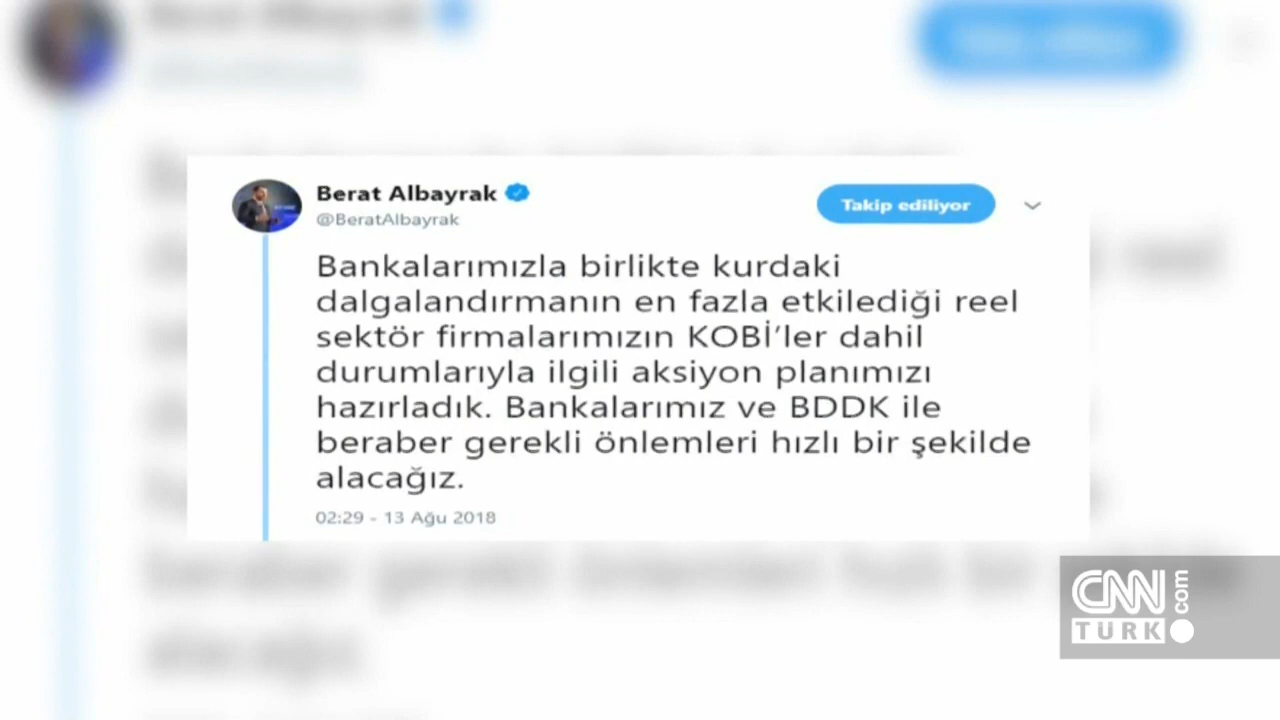 Berat Albayrak
@BeratAlbayrak
Takip ediliyor
Bankalarımızla birlikte kurdaki
dalgalandırmanın en fazla etkilediği reel
sektör firmalarımızın KOBİ’ler dahil
durumlarıyla ilgili aksiyon planımızı
hazırladık. Bankalarımız ve BDDK ile
beraber gerekli önlemleri hızlı bir şekilde
alacağız.
02:29 - 13 Ağu 2018
CNN
TURK
.com